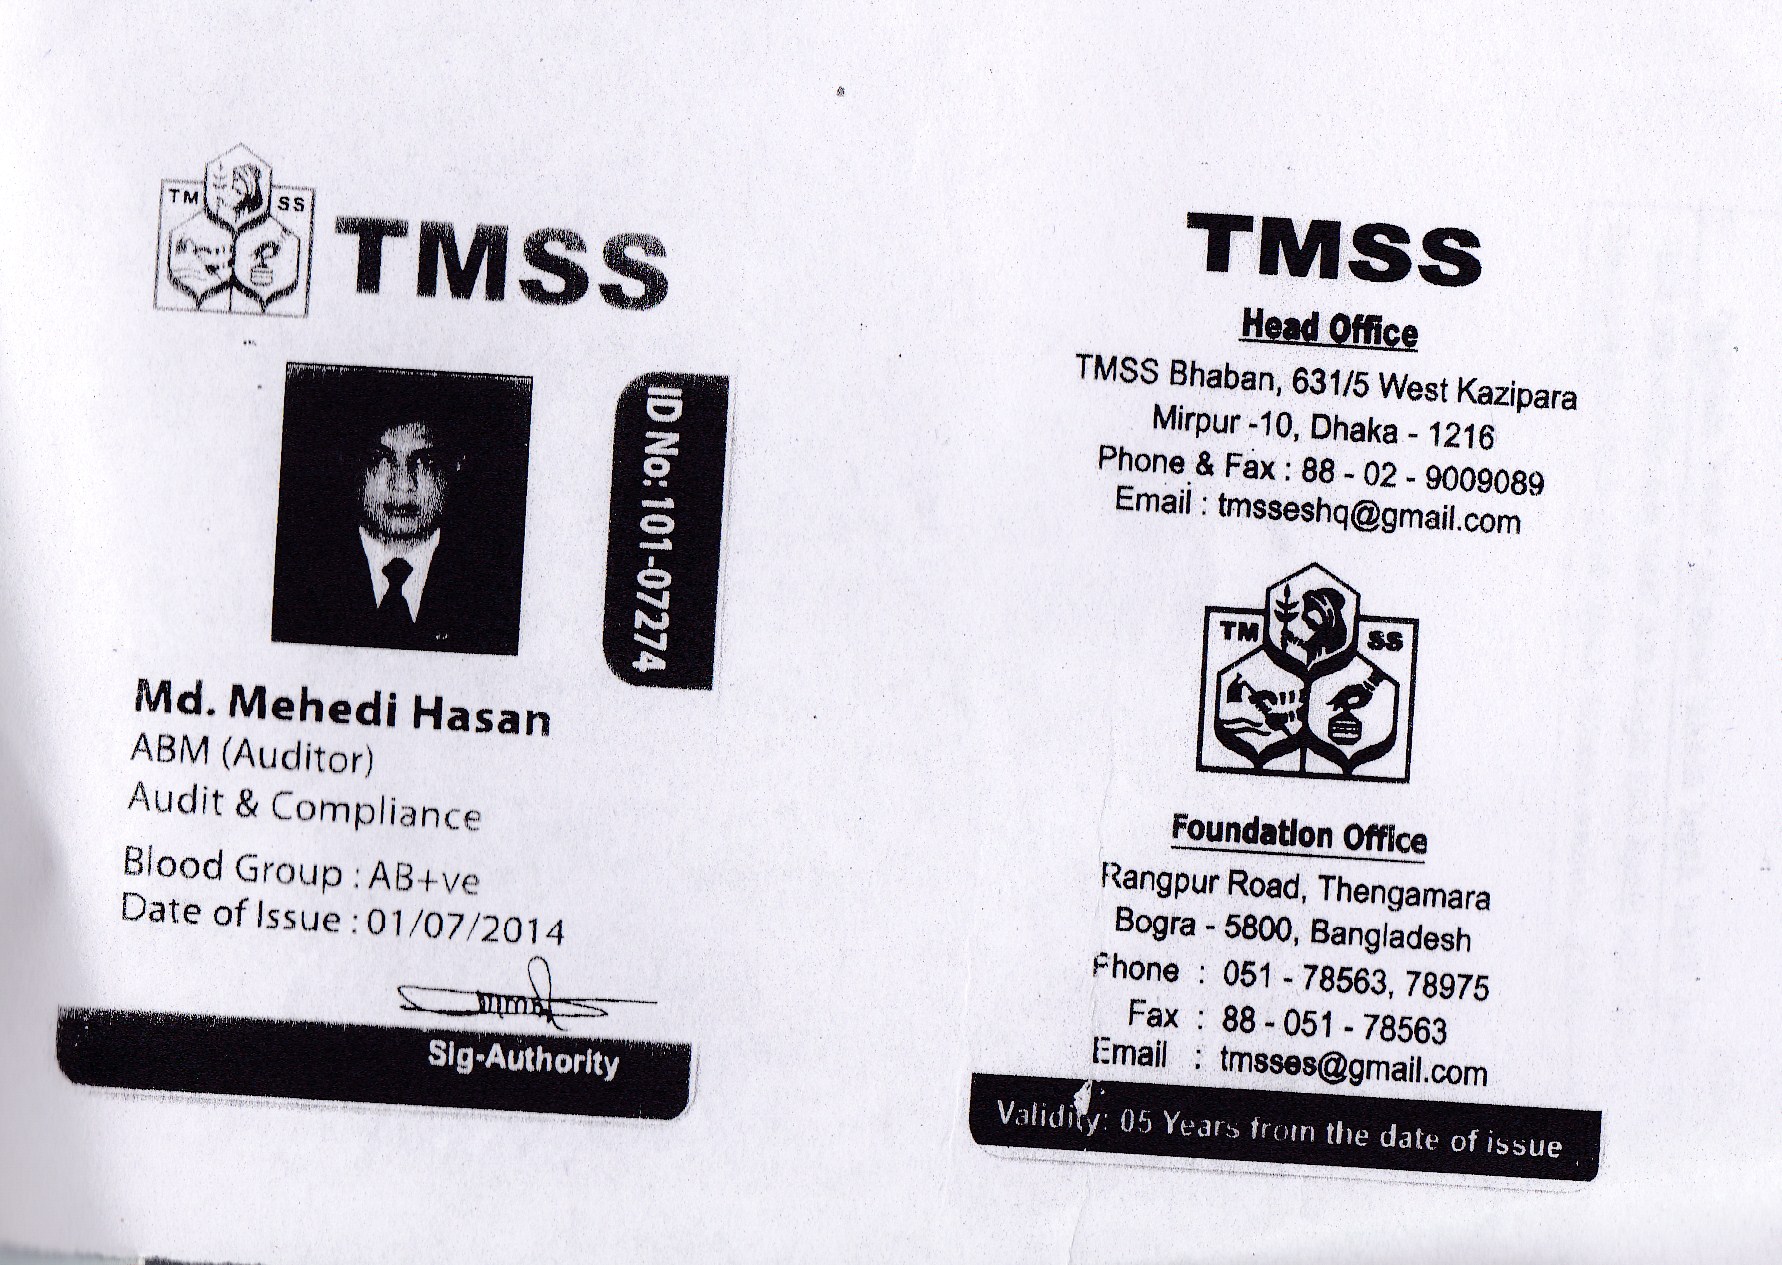 TM SS
TMSS
ID No: 101-07274
Md. Mehedi Hasan
ABM (Auditor)
Audit & Compliance
Blood Group : AB+ve
Date of Issue : 01/07/2014
Sig-Authority
TMSS
Head Office
TMSS Bhaban, 631/5 West Kazipara
Mirpur -10, Dhaka - 1216
Phone & Fax : 88 - 02 - 9009089
Email : tmsseshq@gmail.com
TM SS
Foundation Office
Rangpur Road, Thengamara
Bogra - 5800, Bangladesh
Phone : 051 - 78563, 78975
Fax : 88 - 051 - 78563
Email : tmsses@gmail.com
Validity: 05 Years from the date of issue